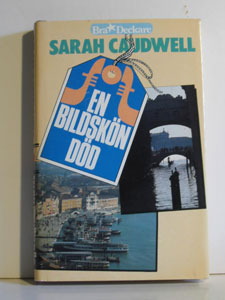 Bra Deckare
SARAH CAUDWELL
EN
BILDSKÖN
DÖD